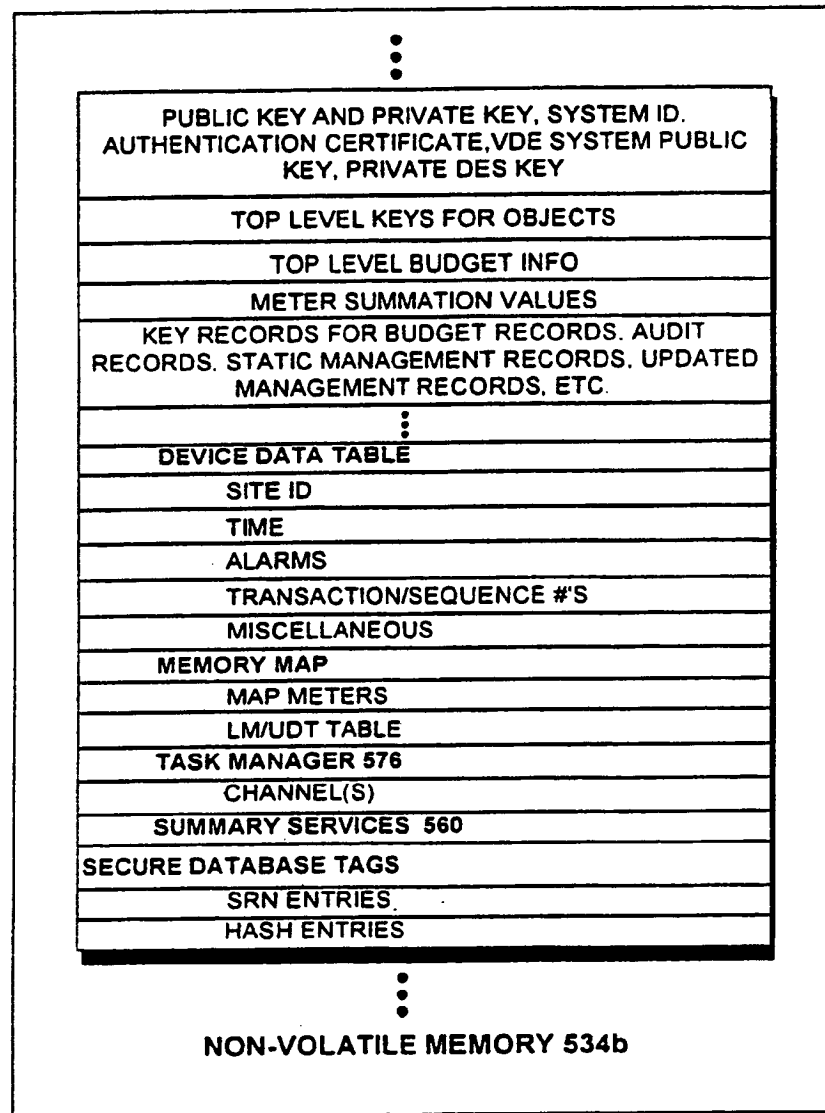 PUBLIC KEY AND PRIVATE KEY, SYSTEM ID.
AUTHENTICATION CERTIFICATE,VDE SYSTEM PUBLIC
KEY, PRIVATE DES KEY
TOP LEVEL KEYS FOR OBJECTS
TOP LEVEL BUDGET INFO
METER SUMMATION VALUES
KEY RECORDS FOR BUDGET RECORDS. AUDIT
RECORDS. STATIC MANAGEMENT RECORDS, UPDATED
MANAGEMENT RECORDS, ETC.
DEVICE DATA TABLE
SITE ID
TIME
ALARMS
TRANSACTION/SEQUENCE #'S
MISCELLANEOUS
MEMORY MAP
MAP METERS
LM/UDT TABLE
TASK MANAGER 576
CHANNEL(S)
SUMMARY SERVICES 560
SECURE DATABASE TAGS
SRN ENTRIES
HASH ENTRIES
NON-VOLATILE MEMORY 534b